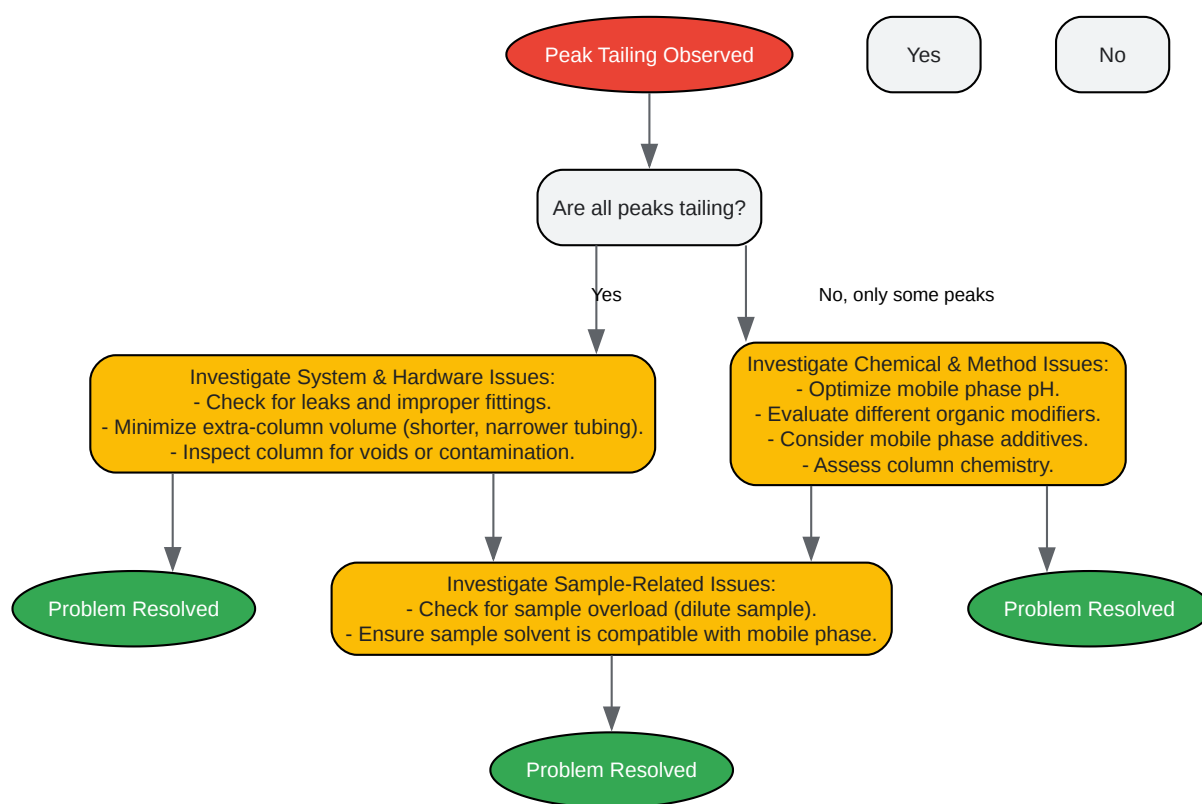 Peak Tailing Observed
Yes
No
Are all peaks tailing?
Yes
No, only some peaks
Investigate System & Hardware Issues:
- Check for leaks and improper fittings.
- Minimize extra-column volume (shorter, narrower tubing).
- Inspect column for voids or contamination.
Investigate Chemical & Method Issues:
- Optimize mobile phase pH.
- Evaluate different organic modifiers.
- Consider mobile phase additives.
- Assess column chemistry.
Problem Resolved
Investigate Sample-Related Issues:
- Check for sample overload (dilute sample).
- Ensure sample solvent is compatible with mobile phase.
Problem Resolved
Problem Resolved